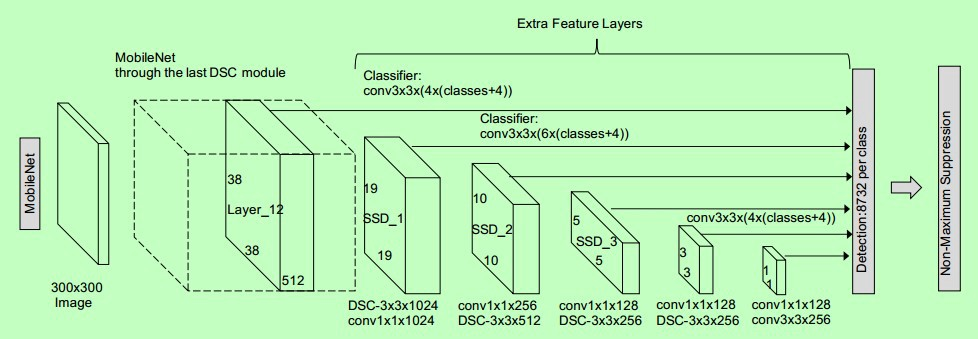 Extra Feature Layers
MobileNet
through the last DSC module
Classifier:
conv3x3x(4x(classes+4))
Classifier:
conv3x3x(6x(classes+4))
MobileNet
38
Layer_12
38
512
19
SSD_1
19
10
SSD_2
10
5
SSD_3
5
conv3x3x(4x(classes+4))
3
3
1
1
Detection:8732 per class
Non-Maximum Suppression
300x300
Image
DSC-3x3x1024
conv1x1x1024
conv1x1x256
DSC-3x3x512
conv1x1x128
DSC-3x3x256
conv1x1x128
DSC-3x3x256
conv1x1x128
conv3x3x256